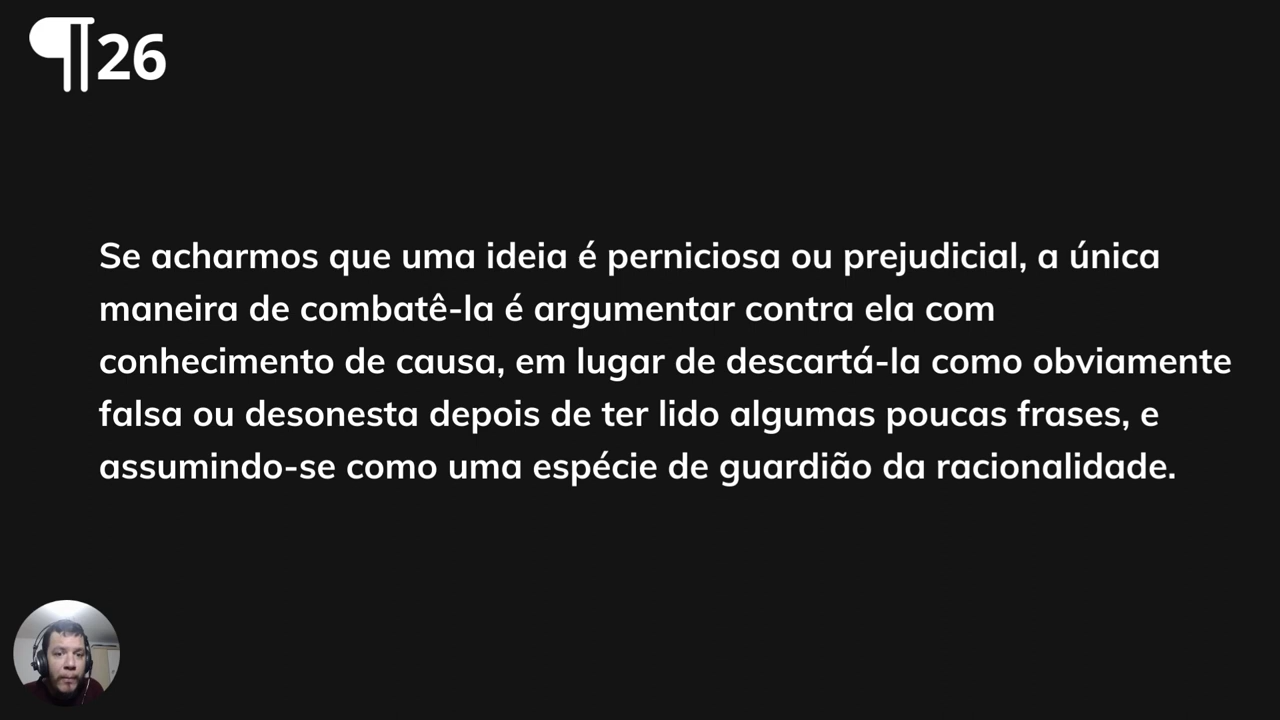 ¶26
Se acharmos que uma ideia é perniciosa ou prejudicial, a única
maneira de combatê-la é argumentar contra ela com
conhecimento de causa, em lugar de descartá-la como obviamente
falsa ou desonesta depois de ter lido algumas poucas frases, e
assumindo-se como uma espécie de guardião da racionalidade.